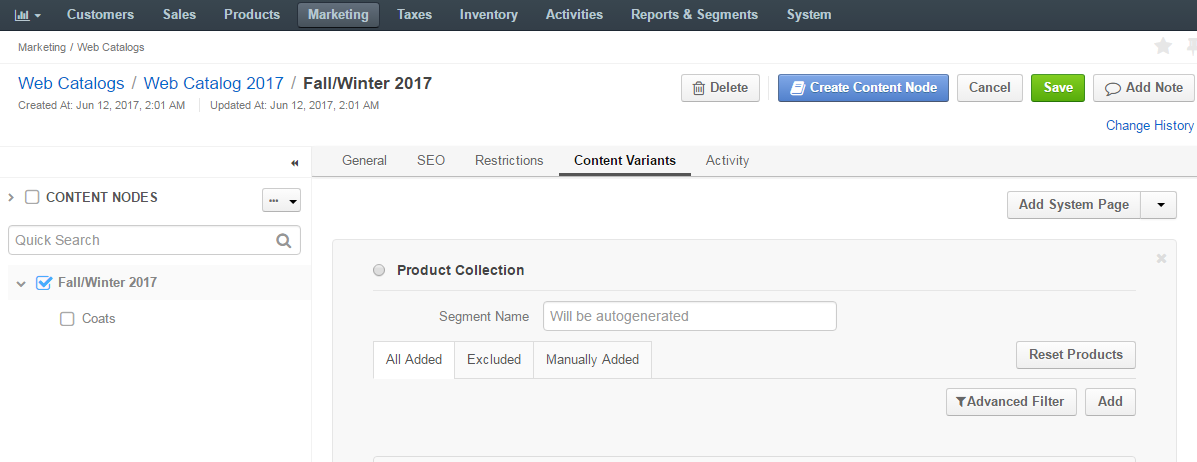 Customers Sales Products Marketing Taxes Inventory Activities Reports & Segments System
Marketing / Web Catalogs
Web Catalogs / Web Catalog 2017 / Fall/Winter 2017
Delete Create Content Node Cancel Save Add Note
Created At: Jun 12, 2017, 2:01 AM Updated At: Jun 12, 2017, 2:01 AM
Change History
General SEO Restrictions Content Variants Activity
CONTENT NODES
Add System Page
Quick Search
Product Collection
Fall/Winter 2017
Coats
Segment Name Will be autogenerated
All Added Excluded Manually Added Reset Products
Advanced Filter Add